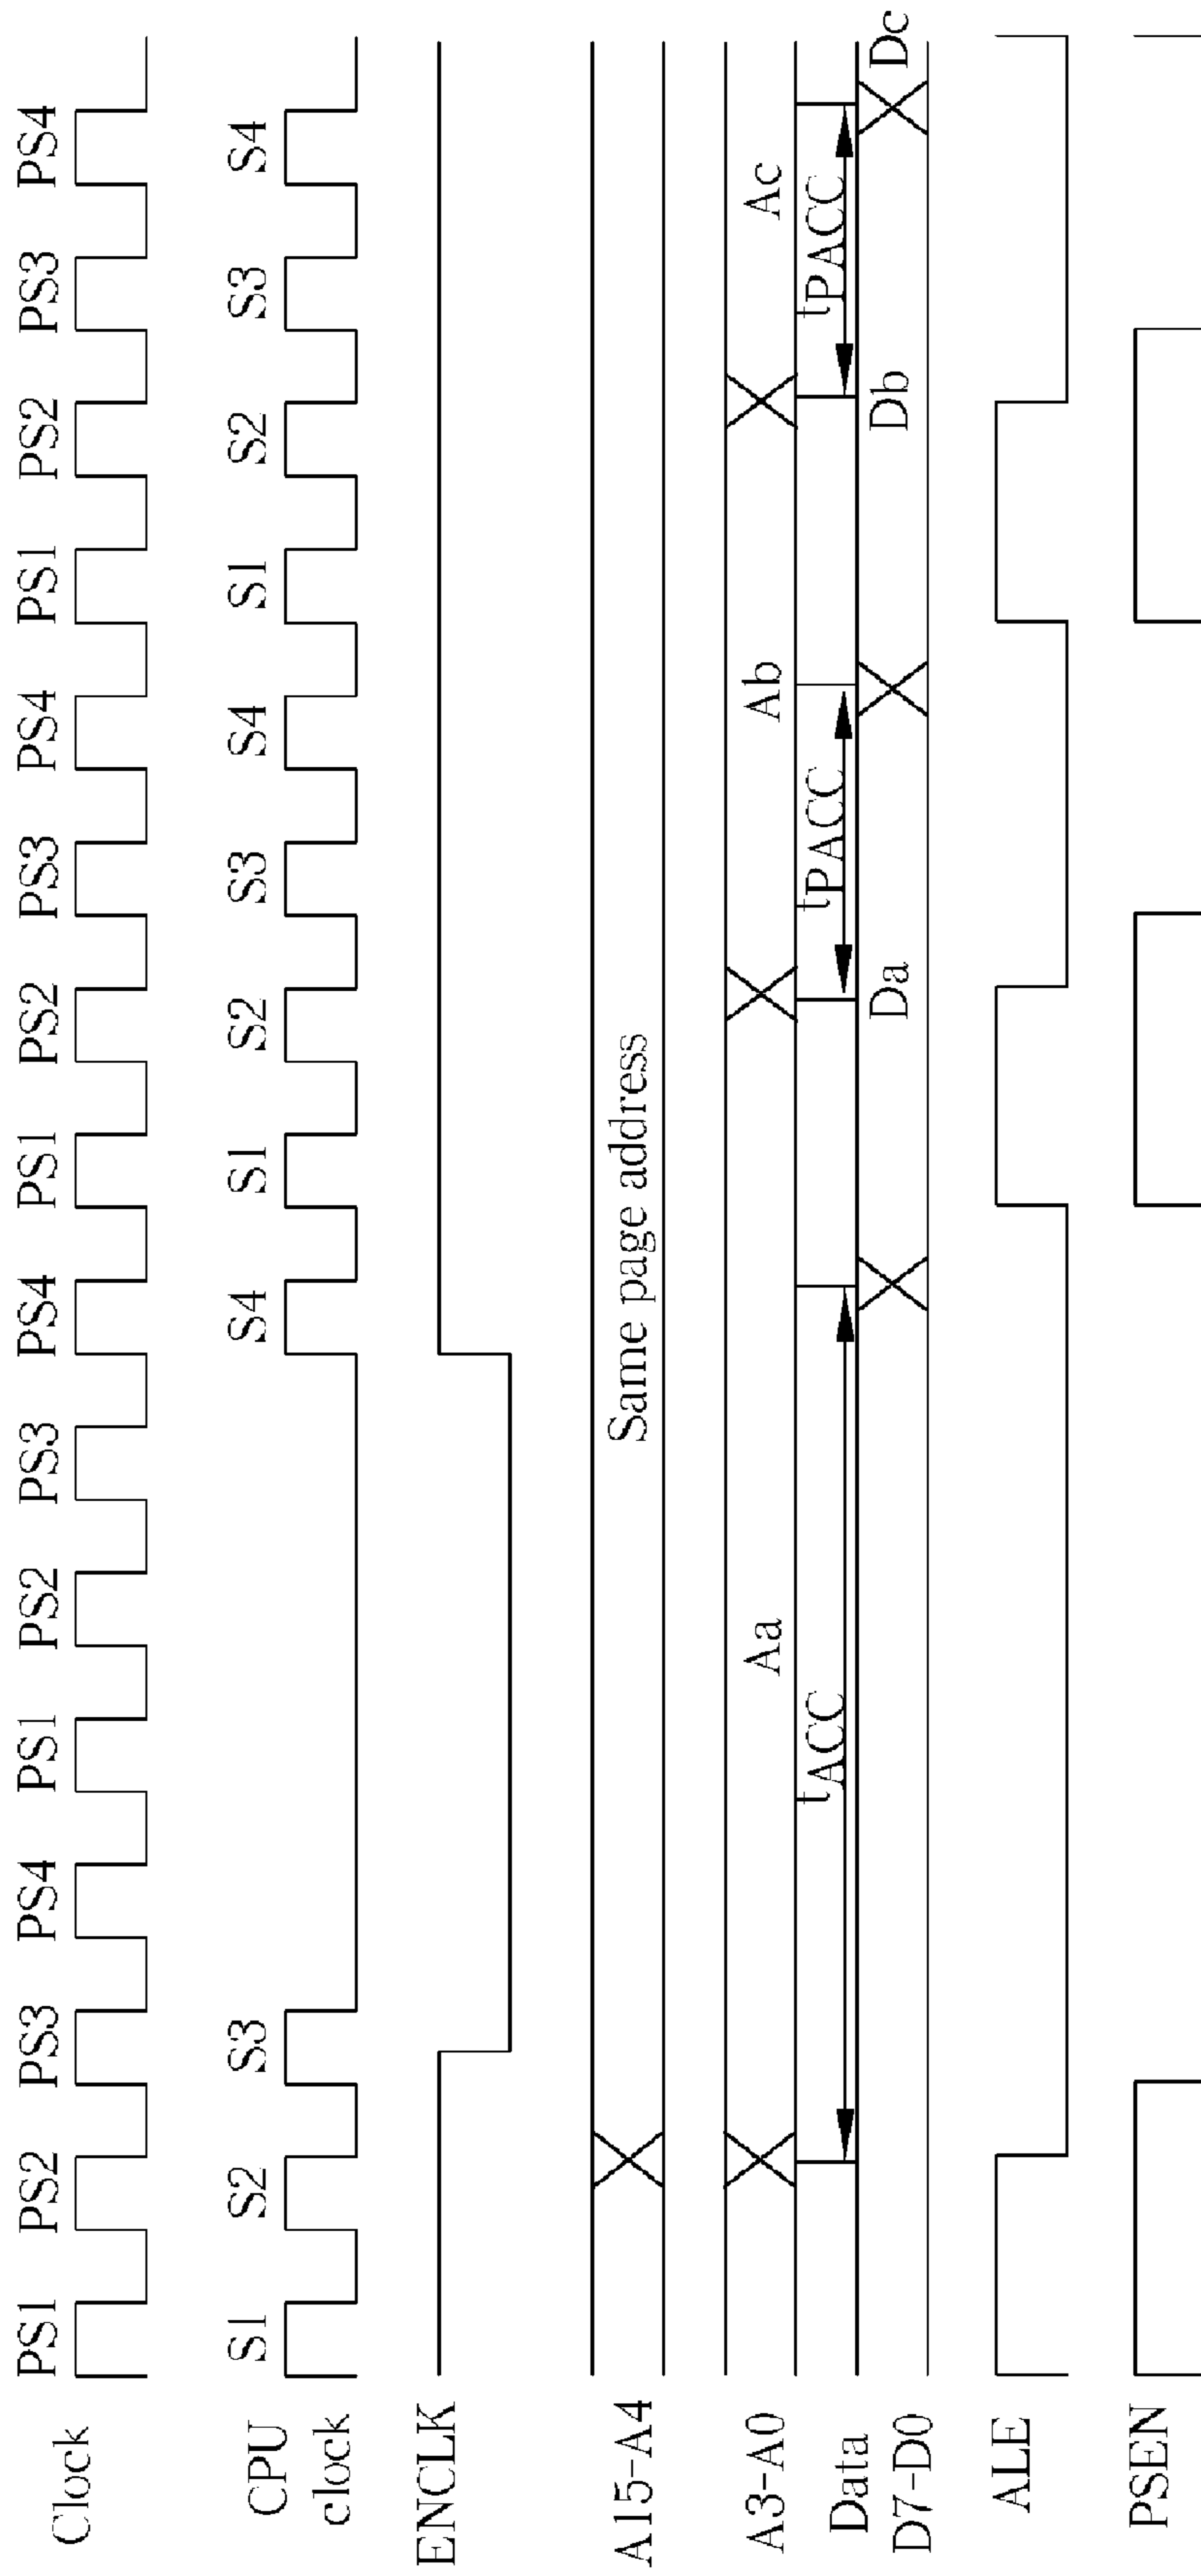 Clock PS1 PS2 PS3 PS4 PS1 PS2 PS3 PS4 PS1 PS2 PS3 PS4 PS1 PS2 PS3 PS4
CPU clock S1 S2 S3 S4 S1 S2 S3 S4 S1 S2 S3 S4
ENCLK
A15-A4 Same page address
A3-A0 Aa Ab Ac
tACC tPACC tPACC
Data D7-D0 Da Db Dc
ALE
PSEN